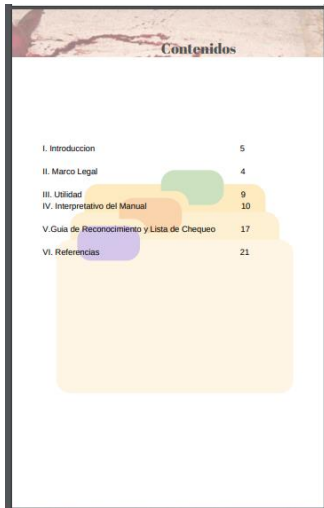 Contenidos
I. Introduccion 5
II. Marco Legal 4
III. Utilidad 9
IV. Interpretativo del Manual 10
V.Guia de Reconocimiento y Lista de Chequeo 17
VI. Referencias 21